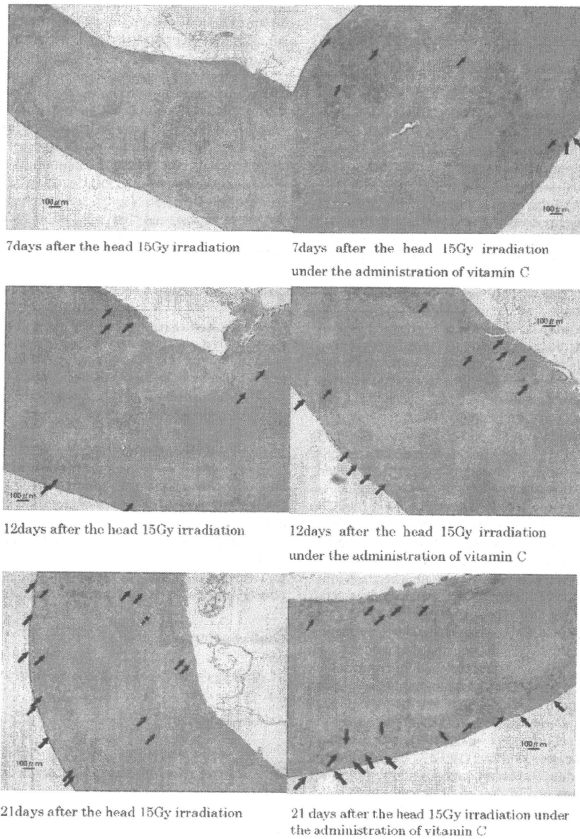 100μm
100μm
7days after the head 15Gy irradiation
7days after the head 15Gy irradiation
under the administration of vitamin C
100μm
100μm
12days after the head 15Gy irradiation
12days after the head 15Gy irradiation
under the administration of vitamin C
100μm
100μm
21days after the head 15Gy irradiation
21 days after the head 15Gy irradiation under
the administration of vitamin C